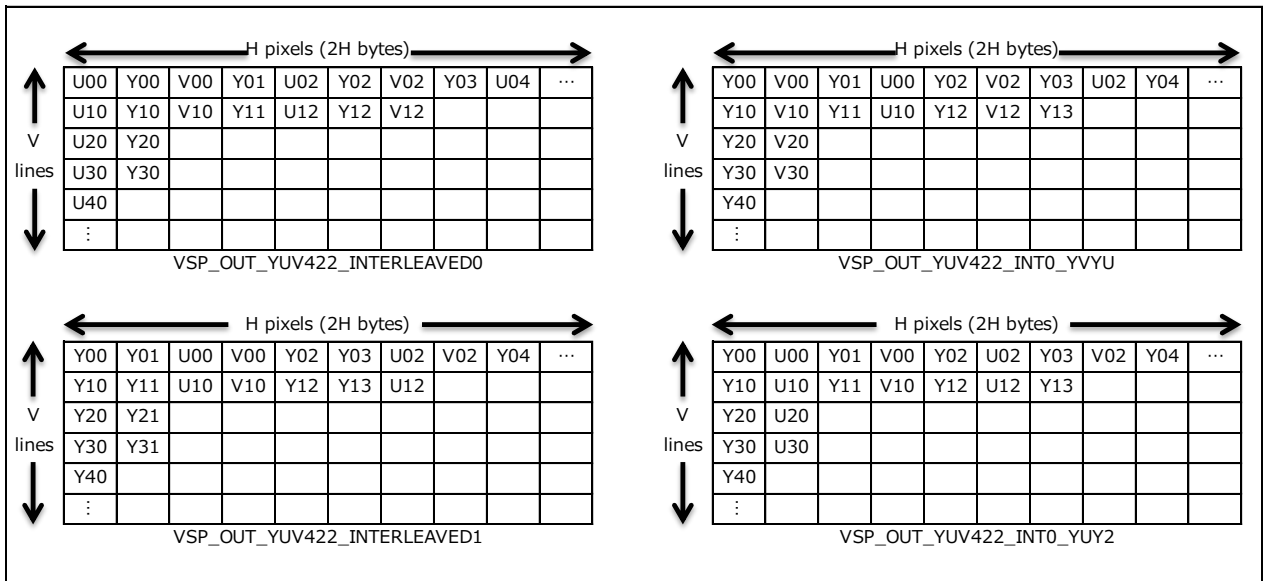 H pixels (2H bytes)
U00 Y00 V00 Y01 U02 Y02 V02 Y03 U04 …
U10 Y10 V10 Y11 U12 Y12 V12
V U20 Y20
lines U30 Y30
U40
⋮
VSP_OUT_YUV422_INTERLEAVED0
H pixels (2H bytes)
Y00 V00 Y01 U00 Y02 V02 Y03 U02 Y04 …
Y10 V10 Y11 U10 Y12 V12 Y13
V Y20 V20
lines Y30 V30
Y40
⋮
VSP_OUT_YUV422_INT0_YVYU
H pixels (2H bytes)
Y00 Y01 U00 V00 Y02 Y03 U02 V02 Y04 …
Y10 Y11 U10 V10 Y12 Y13 U12
V Y20 Y21
lines Y30 Y31
Y40
⋮
VSP_OUT_YUV422_INTERLEAVED1
H pixels (2H bytes)
Y00 U00 Y01 V00 Y02 U02 Y03 V02 Y04 …
Y10 U10 Y11 V10 Y12 U12 Y13
V Y20 U20
lines Y30 U30
Y40
⋮
VSP_OUT_YUV422_INT0_YUY2